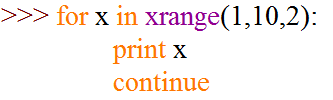 >>> for x in xrange(1,10,2):
print x
continue